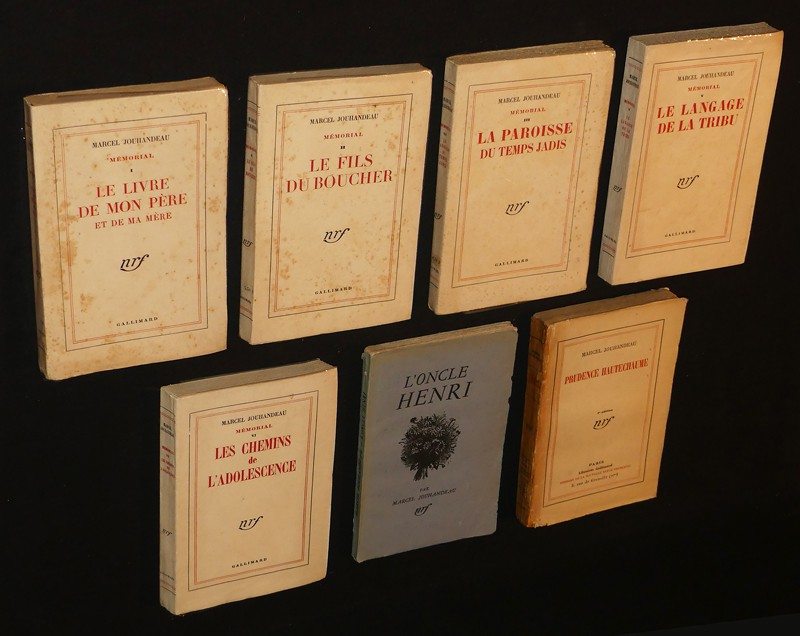 MARCEL JOUHANDEAU
MÉMORIAL
I
LE LIVRE
DE MON PÈRE
ET DE MA MÈRE
nrf
GALLIMARD
MARCEL JOUHANDEAU
MÉMORIAL
II
LE FILS
DU BOUCHER
nrf
GALLIMARD
MARCEL JOUHANDEAU
MÉMORIAL
III
LA PAROISSE
DU TEMPS JADIS
nrf
GALLIMARD
MARCEL JOUHANDEAU
MÉMORIAL
V
LE LANGAGE
DE LA TRIBU
nrf
GALLIMARD
MARCEL JOUHANDEAU
MÉMORIAL
VI
LES CHEMINS
de
L'ADOLESCENCE
nrf
GALLIMARD
L'ONCLE
HENRI
PAR
MARCEL JOUHANDEAU
nrf
MARCEL JOUHANDEAU
PRUDENCE HAUTECHAUME
nrf
PARIS
Librairie Gallimard